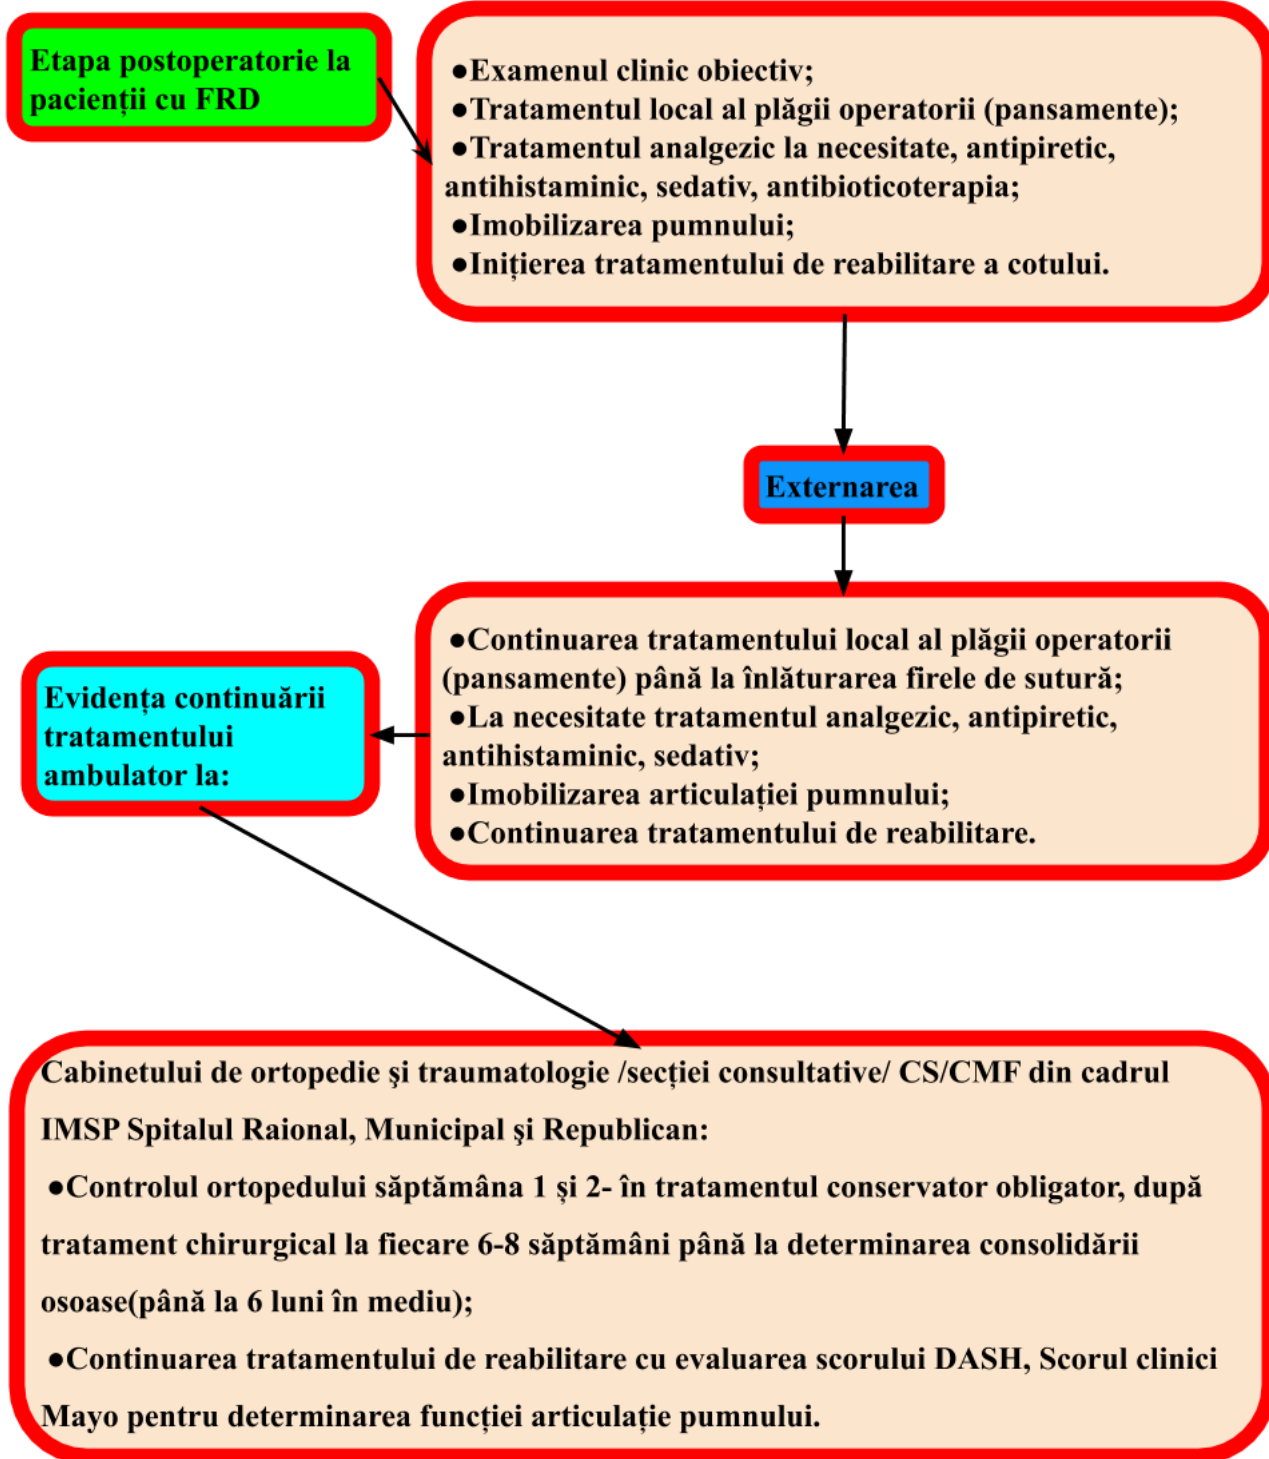 Etapa postoperatorie la
pacienții cu FRD
●Examenul clinic obiectiv;
●Tratamentul local al plăgii operatorii (pansamente);
●Tratamentul analgezic la necesitate, antipiretic,
antihistaminic, sedativ, antibioticoterapia;
●Imobilizarea pumnului;
●Inițierea tratamentului de reabilitare a cotului.
Externarea
●Continuarea tratamentului local al plăgii operatorii
(pansamente) până la înlăturarea firele de sutură;
●La necesitate tratamentul analgezic, antipiretic,
antihistaminic, sedativ;
●Imobilizarea articulației pumnului;
●Continuarea tratamentului de reabilitare.
Evidența continuării
tratamentului
ambulator la:
Cabinetului de ortopedie şi traumatologie /secției consultative/ CS/CMF din cadrul
IMSP Spitalul Raional, Municipal şi Republican:
●Controlul ortopedului săptămâna 1 și 2- în tratamentul conservator obligator, după
tratament chirurgical la fiecare 6-8 săptămâni până la determinarea consolidării
osoase(până la 6 luni în mediu);
●Continuarea tratamentului de reabilitare cu evaluarea scorului DASH, Scorul clinici
Mayo pentru determinarea funcției articulație pumnului.